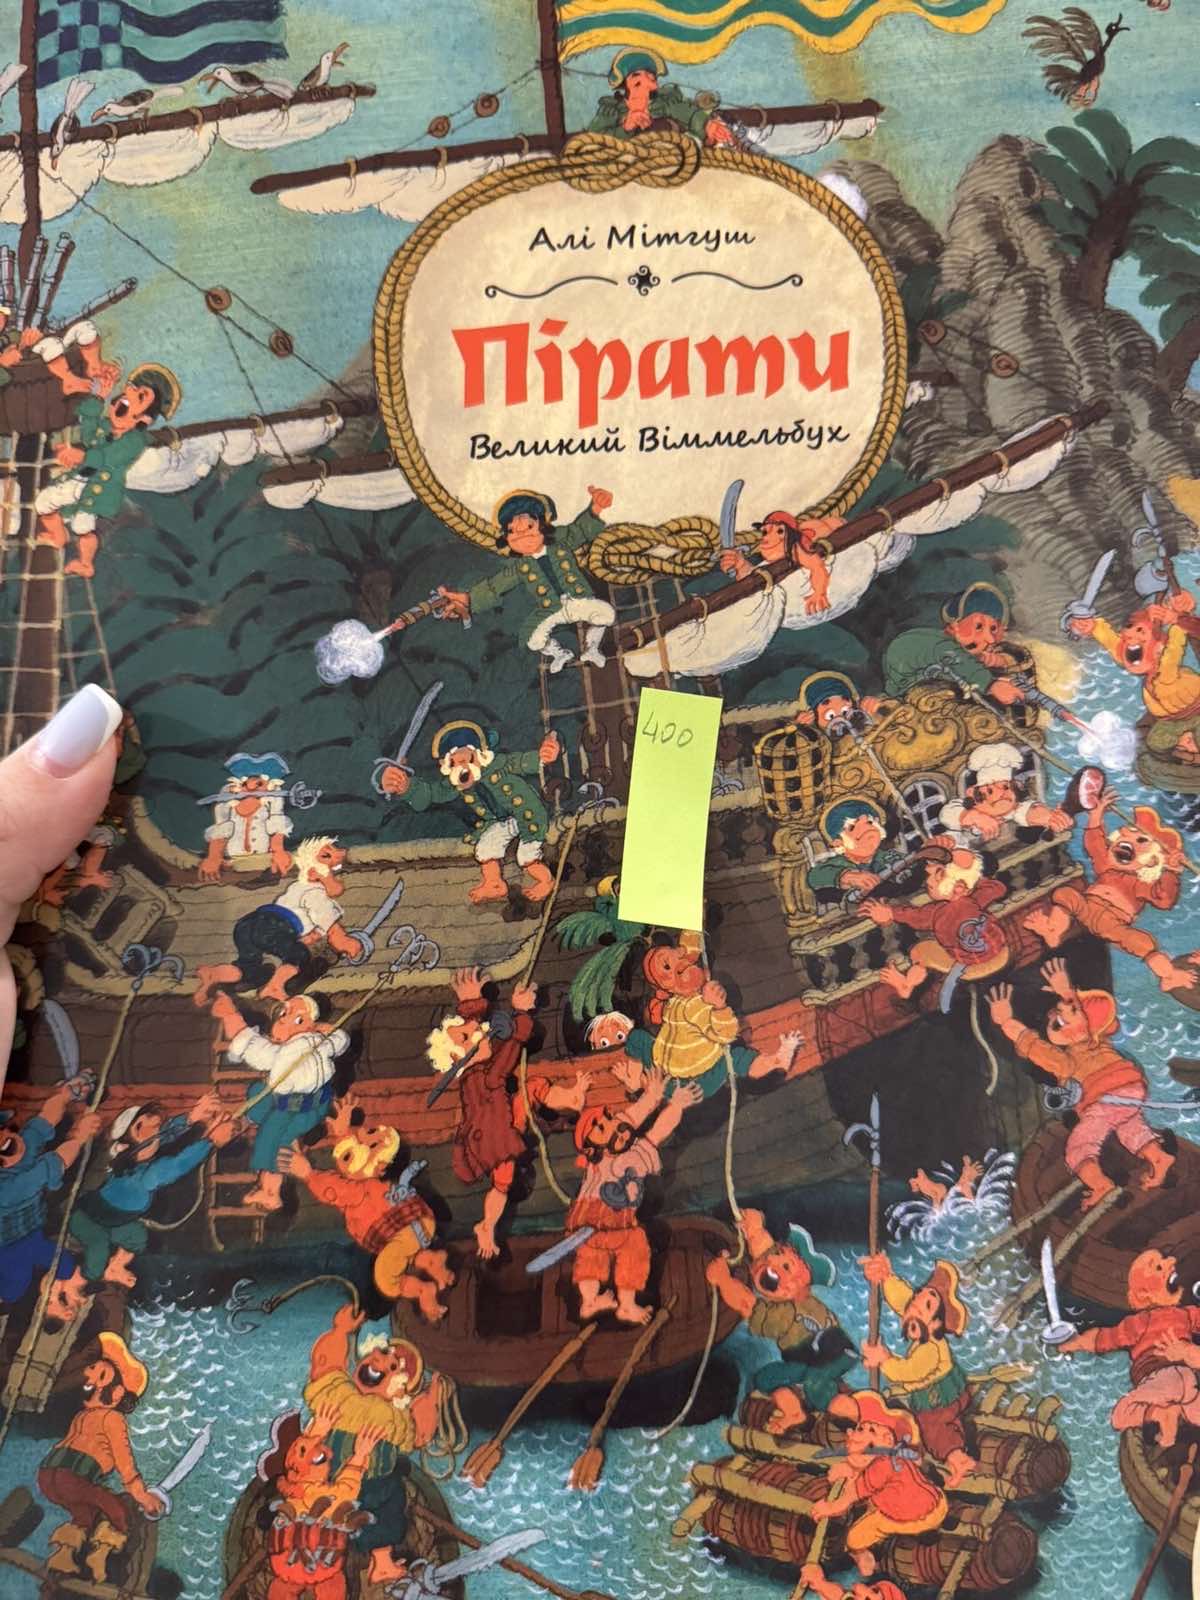 Алі Мітгуш
Пірати
Великий Віммельбух
400